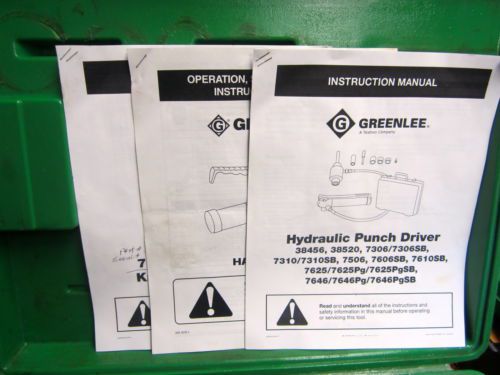 INSTRUCTION MANUAL
G GREENLEE
A Textron Company
Hydraulic Punch Driver
38456, 38520, 7306/7306SB,
7310/7310SB, 7506, 7606SB, 7610SB,
7625/7625Pg/7625PgSB
7646/7646Pg/7646PgSB
Read and understand all of the instructions and
safety information in this manual before operating
or servicing this tool.
OPERATION, S
INSTRUC
G GR
HA
7
K